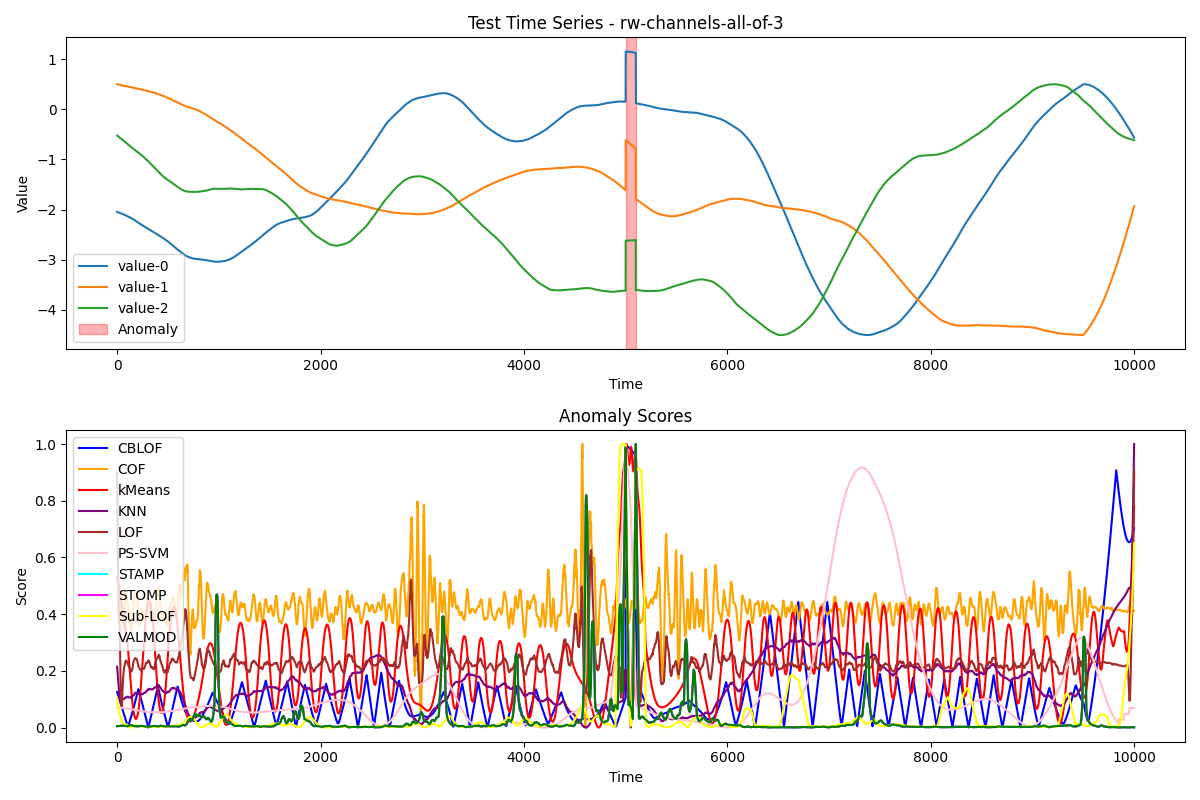 Test Time Series - rw-channels-all-of-3
Value
1
0
−1
−2
−3
−4
value-0
value-1
value-2
Anomaly
0 2000 4000 6000 8000 10000
Time
Anomaly Scores
Score
1.0
0.8
0.6
0.4
0.2
0.0
CBLOF
COF
kMeans
KNN
LOF
PS-SVM
STAMP
STOMP
Sub-LOF
VALMOD
0 2000 4000 6000 8000 10000
Time